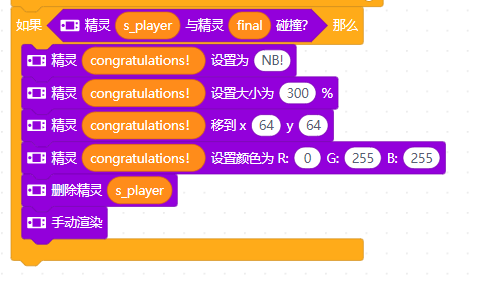 如果 精灵 s_player 与精灵 final 碰撞? 那么
精灵 congratulations! 设置为 NB!
精灵 congratulations! 设置大小为 300 %
精灵 congratulations! 移到 x 64 y 64
精灵 congratulations! 设置颜色为 R: 0 G: 255 B: 255
删除精灵 s_player
手动渲染